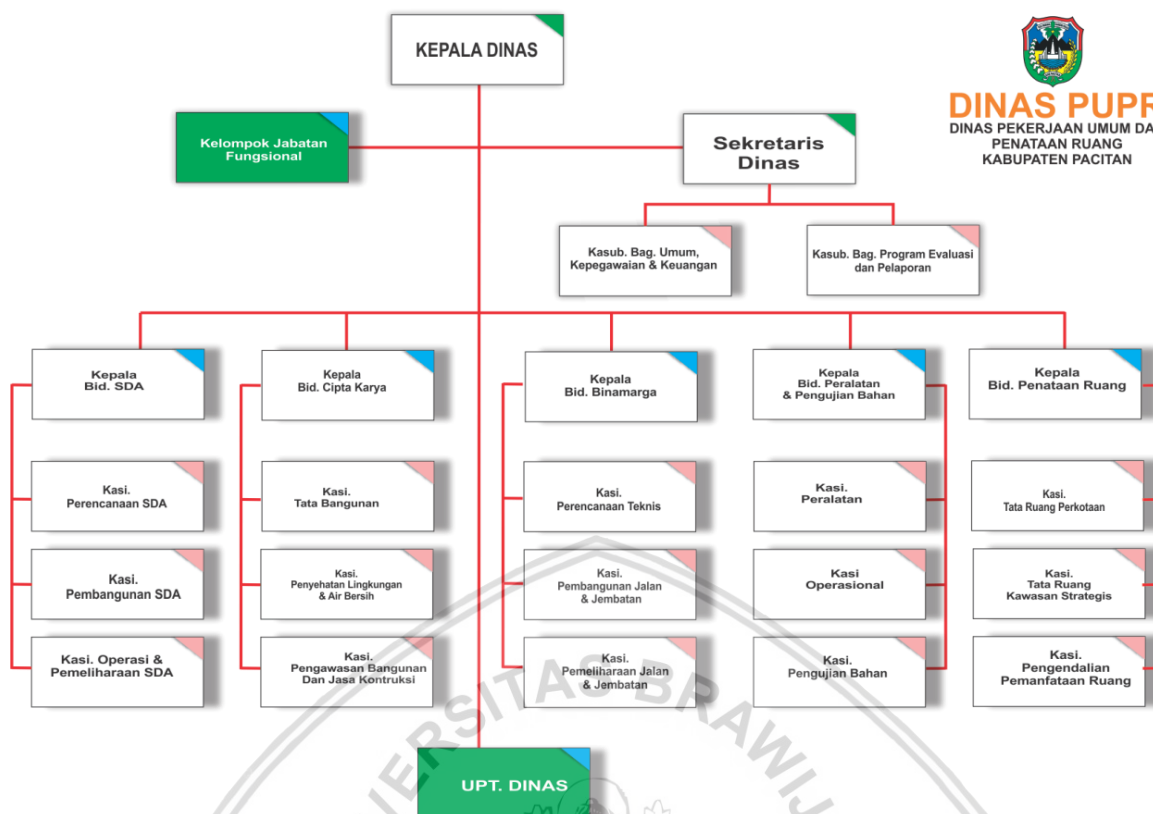 KEPALA DINAS
DINAS PUPR
DINAS PEKERJAAN UMUM DA
PENATAAN RUANG
KABUPATEN PACITAN
Kelompok Jabatan
Fungsional
Sekretaris
Dinas
Kasub. Bag. Umum,
Kepegawaian & Keuangan
Kasub. Bag. Program Evaluasi
dan Pelaporan
Kepala
Bid. SDA
Kepala
Bid. Cipta Karya
Kepala
Bid. Binamarga
Kepala
Bid. Peralatan
& Pengujian Bahan
Kepala
Bid. Penataan Ruang
Kasi.
Perencanaan SDA
Kasi.
Tata Bangunan
Kasi.
Perencanaan Teknis
Kasi.
Peralatan
Kasi.
Tata Ruang Perkotaan
Kasi.
Pembangunan SDA
Kasi.
Penyehatan Lingkungan
& Air Bersih
Kasi.
Pembangunan Jalan
& Jembatan
Kasi
Operasional
Kasi.
Tata Ruang
Kawasan Strategis
Kasi. Operasi &
Pemeliharaan SDA
Kasi.
Pengawasan Bangunan
Dan Jasa Kontruksi
Kasi.
Pemeliharaan Jalan
& Jembatan
Kasi.
Pengujian Bahan
Kasi.
Pengendalian
Pemanfataan Ruang
UPT. DINAS
VERSITAS BRAWIJ